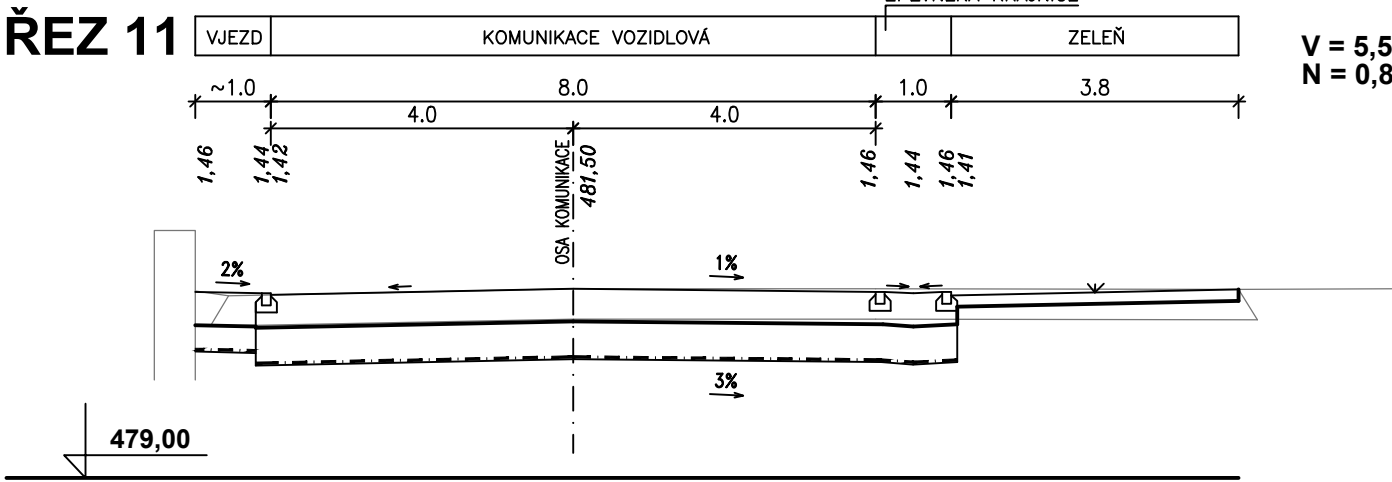 ŘEZ 11
VJEZD
KOMUNIKACE VOZIDLOVÁ
ZELEŇ
V = 5,5
N = 0,8
~1.0
8.0
1.0
3.8
4.0
4.0
1,46
1,44
1,42
OSA KOMUNIKACE
481,50
1,46
1,44
1,46
1,41
2%
1%
3%
479,00